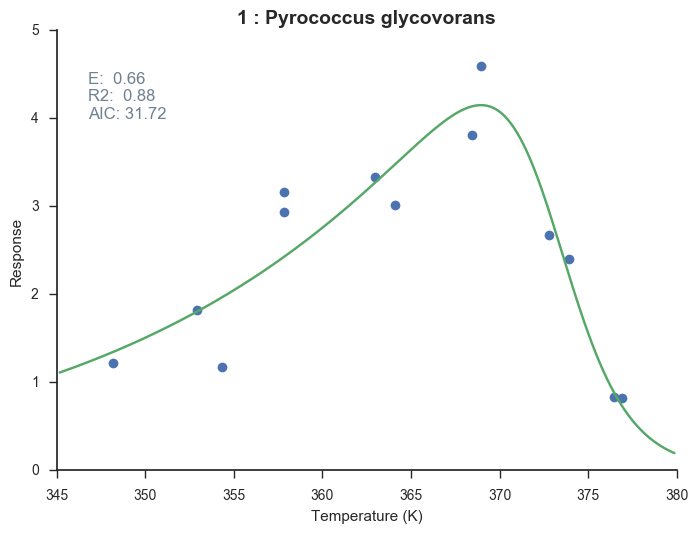 1 : Pyrococcus glycovorans
E:  0.66
R2:  0.88
AIC: 31.72
Response
5
4
3
2
1
0
345 350 355 360 365 370 375 380
Temperature (K)